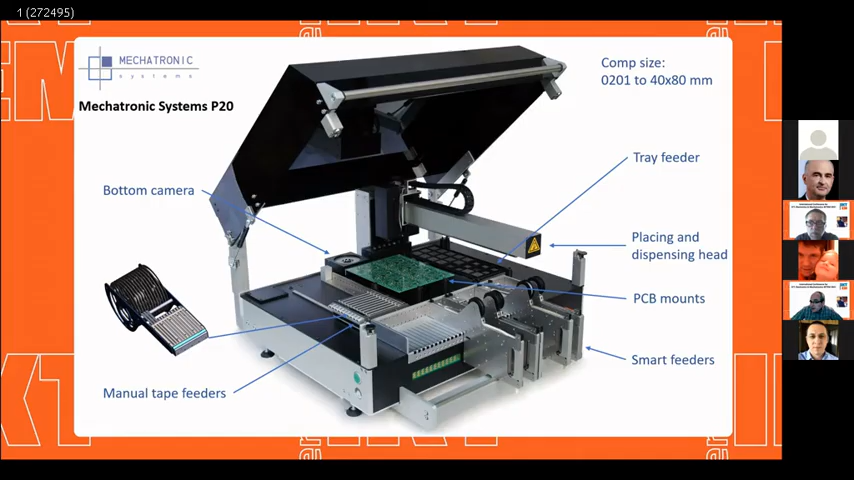 1 (272495)
MECHATRONIC
systems
Mechatronic Systems P20
Comp size:
0201 to 40x80 mm
Tray feeder
Bottom camera
Placing and
dispensing head
PCB mounts
Smart feeders
Manual tape feeders